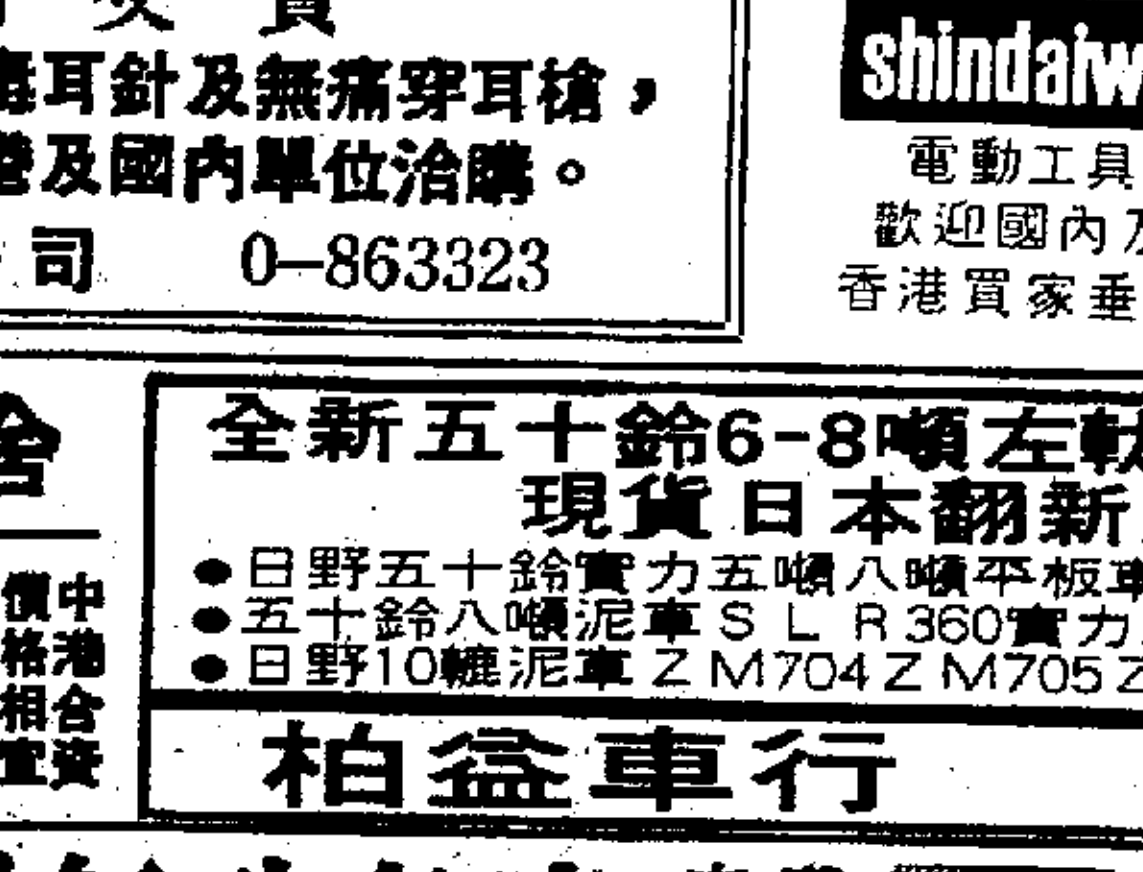 耳針及無痛穿耳槍，
及國內單位洽購。
司 0—863323
shindaiw
電動工具
歡迎國內
香港買家垂
全新五十鈴6-8噸左軚
現貨日本翻新
●日野五十鈴實力五噸八噸平板車
●五十鈴八噸泥車SLR360實力
●日野10轆泥車ZM704ZM705Z
柏益車行
中港合資
價格相宜